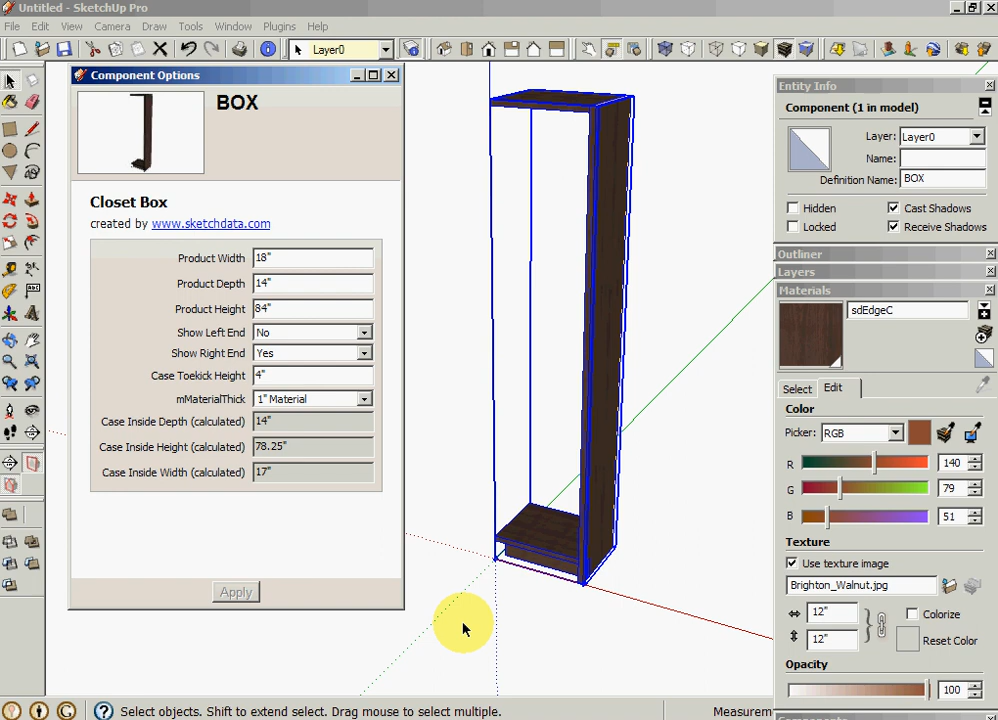 Untitled - SketchUp Pro
File Edit View Camera Draw Tools Window Plugins Help
Layer0
Component Options
BOX
Closet Box
created by www.sketchdata.com
Product Width 18"
Product Depth 14"
Product Height 84"
Show Left End No
Show Right End Yes
Case Toekick Height 4"
mMaterialThick 1" Material
Case Inside Depth (calculated) 14"
Case Inside Height (calculated) 78.25"
Case Inside Width (calculated) 17"
Apply
Entity Info
Component (1 in model)
Layer: Layer0
Name:
Definition Name: BOX
Hidden Cast Shadows
Locked Receive Shadows
Outliner
Layers
Materials
sdEdgeC
Select Edit
Color
Picker: RGB
R 140
G 79
B 51
Texture
Use texture image
Brighton_Walnut.jpg
12" Colorize
12" Reset Color
Opacity
100
Select objects. Shift to extend select. Drag mouse to select multiple. Measurem